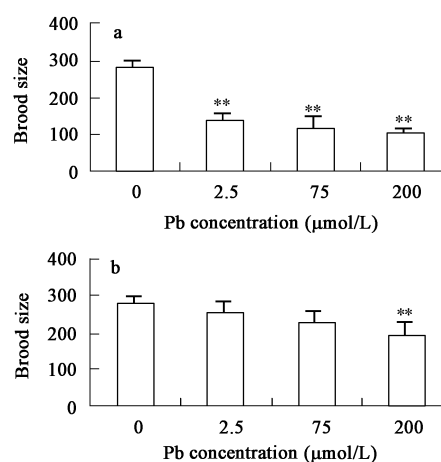 a
Brood size
400
300
200
100
0
** ** **
0 2.5 75 200
Pb concentration (μmol/L)
b
Brood size
400
300
200
100
0
**
0 2.5 75 200
Pb concentration (μmol/L)